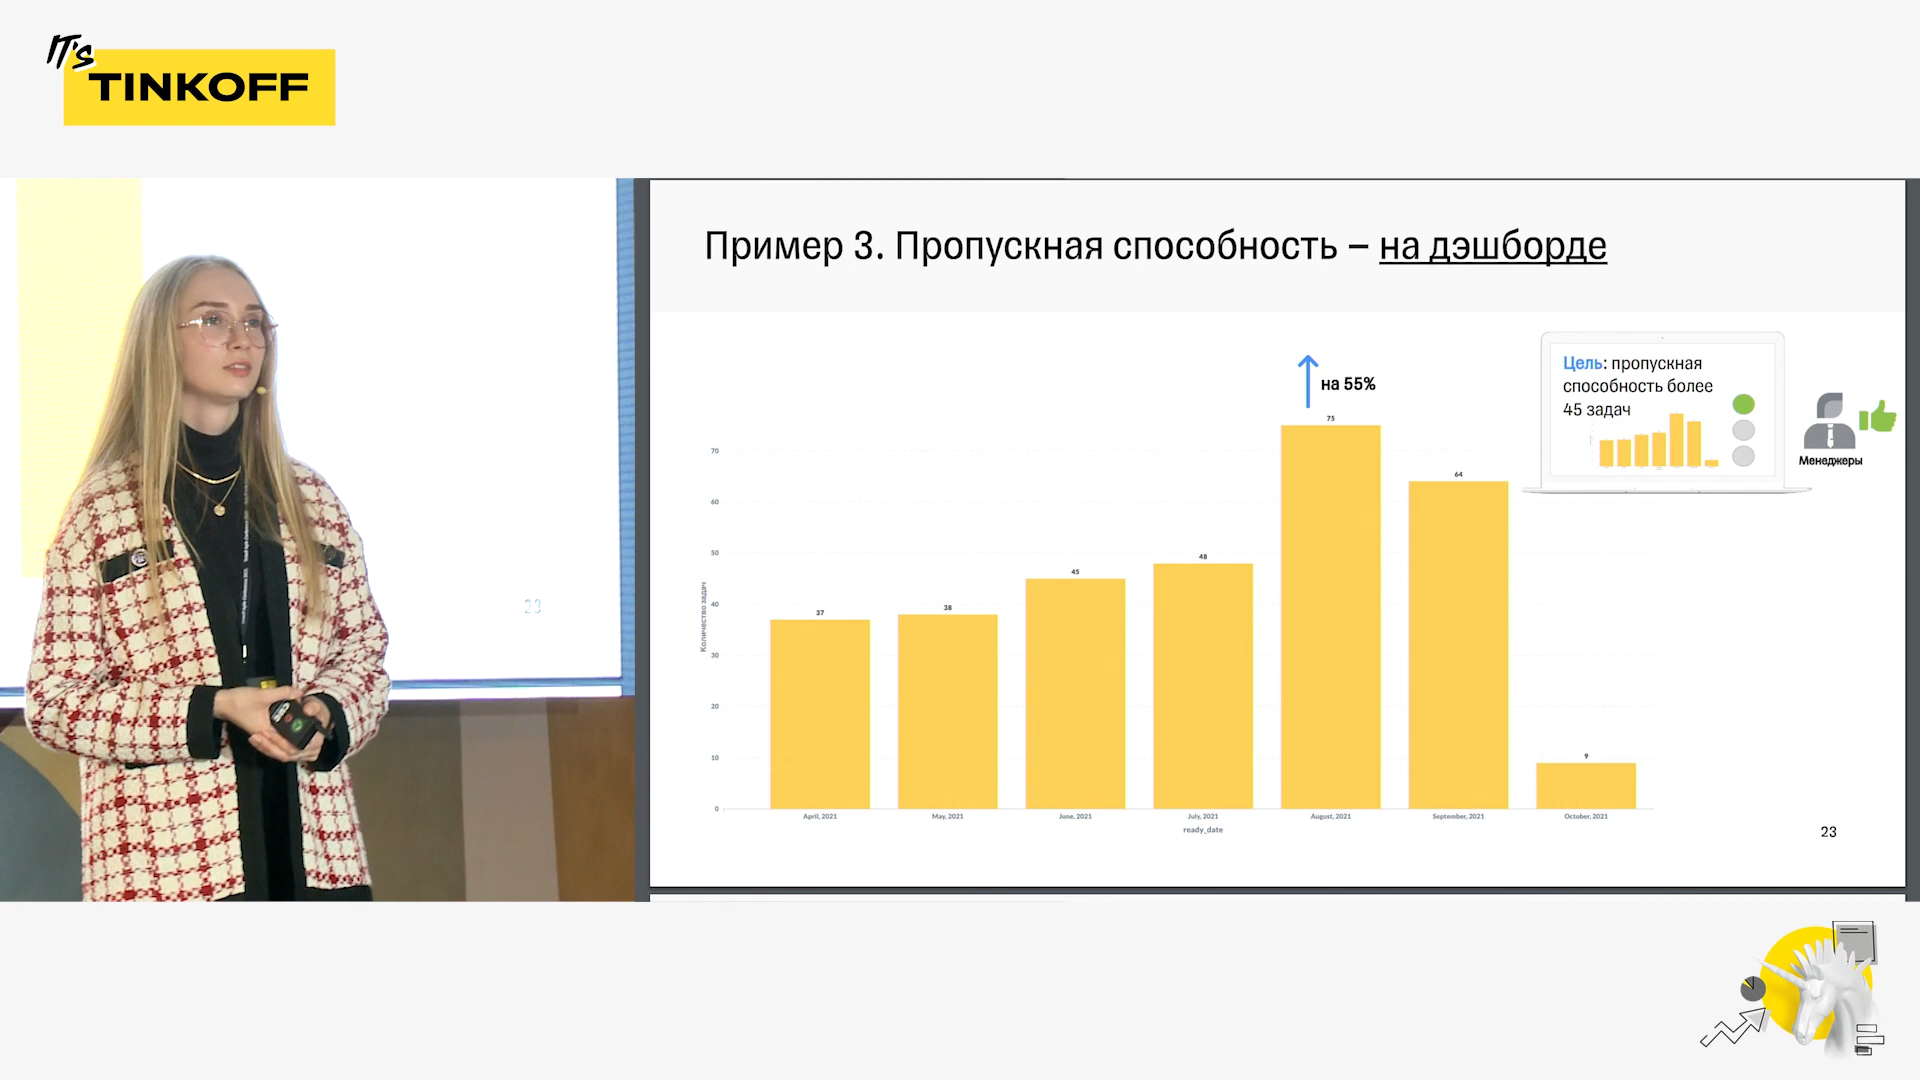 IT's
TINKOFF
Пример 3. Пропускная способность – на дэшборде
Цель: пропускная
способность более
45 задач
Менеджеры
на 55%
75
64
48
45
38
37
9
Количество задач
70
60
50
40
30
20
10
0
April, 2021
May, 2021
June, 2021
July, 2021
August, 2021
September, 2021
October, 2021
ready_date
23
23